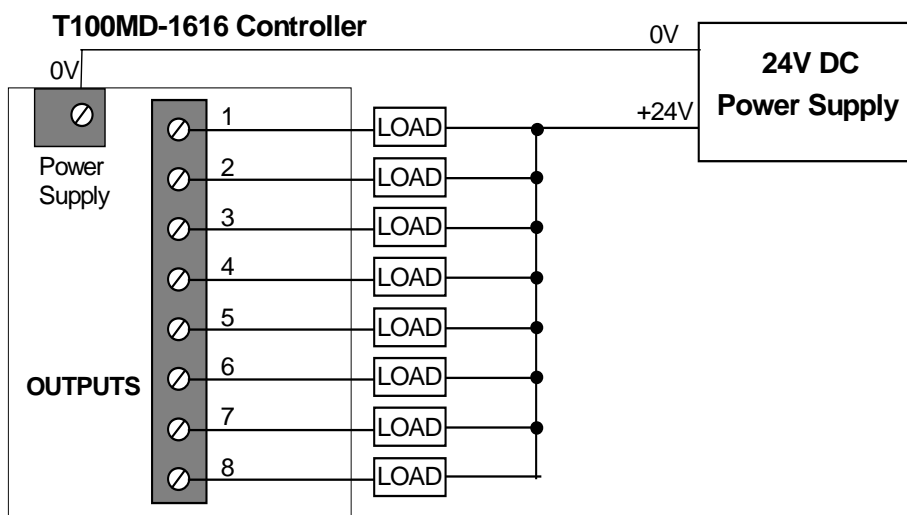 T100MD-1616 Controller
0V
0V
24V DC
Power Supply
+24V
Power
Supply
1
LOAD
2
LOAD
3
LOAD
4
LOAD
5
LOAD
6
LOAD
7
LOAD
8
LOAD
OUTPUTS